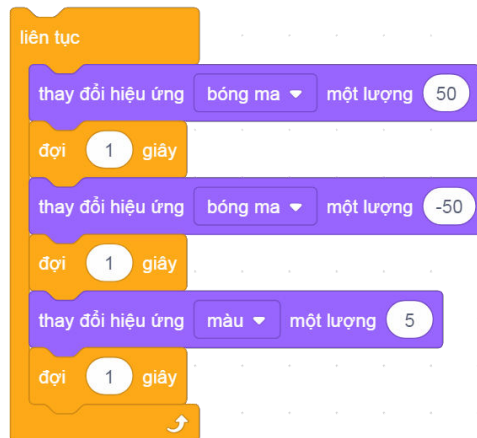 liên tục
thay đổi hiệu ứng bóng ma một lượng 50
đợi 1 giây
thay đổi hiệu ứng bóng ma một lượng -50
đợi 1 giây
thay đổi hiệu ứng màu một lượng 5
đợi 1 giây